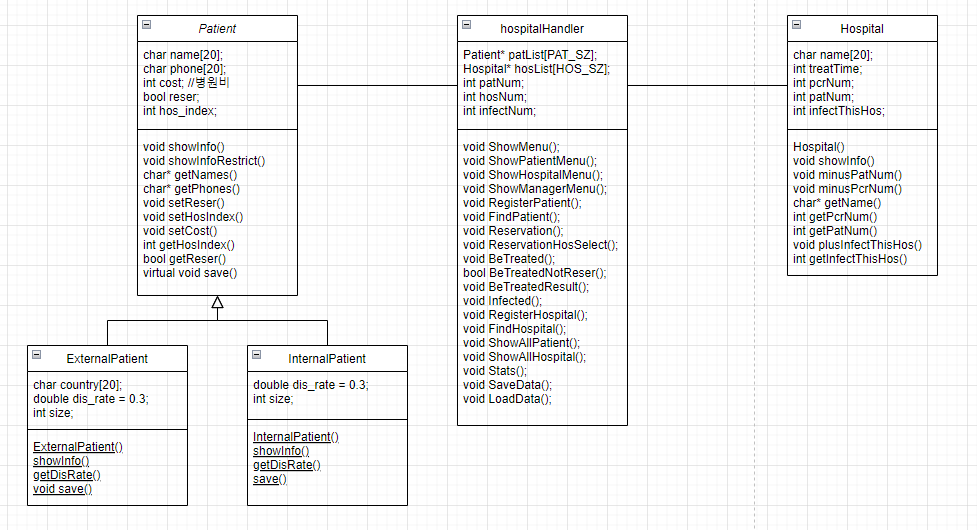 Patient
char name[20];
char phone[20];
int cost; //병원비
bool reser;
int hos_index;
void showInfo()
void showInfoRestrict()
char* getNames()
char* getPhones()
void setReser()
void setHosIndex()
void setCost()
int getHosIndex()
bool getReser()
virtual void save()
hospitalHandler
Patient* patList[PAT_SZ];
Hospital* hosList[HOS_SZ];
int patNum;
int hosNum;
int infectNum;
void ShowMenu();
void ShowPatientMenu();
void ShowHospitalMenu();
void ShowManagerMenu();
void RegisterPatient();
void FindPatient();
void Reservation();
void ReservationHosSelect();
void BeTreated();
bool BeTreatedNotReser();
void BeTreatedResult();
void Infected();
void RegisterHospital();
void FindHospital();
void ShowAllPatient();
void ShowAllHospital();
void Stats();
void SaveData();
void LoadData();
Hospital
char name[20];
int treatTime;
int pcrNum;
int patNum;
int infectThisHos;
Hospital()
void showInfo()
void minusPatNum()
void minusPcrNum()
char* getName()
int getPcrNum()
int getPatNum()
void plusInfectThisHos()
int getInfectThisHos()
ExternalPatient
char country[20];
double dis_rate = 0.3;
int size;
ExternalPatient()
showInfo()
getDisRate()
void save()
InternalPatient
double dis_rate = 0.3;
int size;
InternalPatient()
showInfo()
getDisRate()
save()